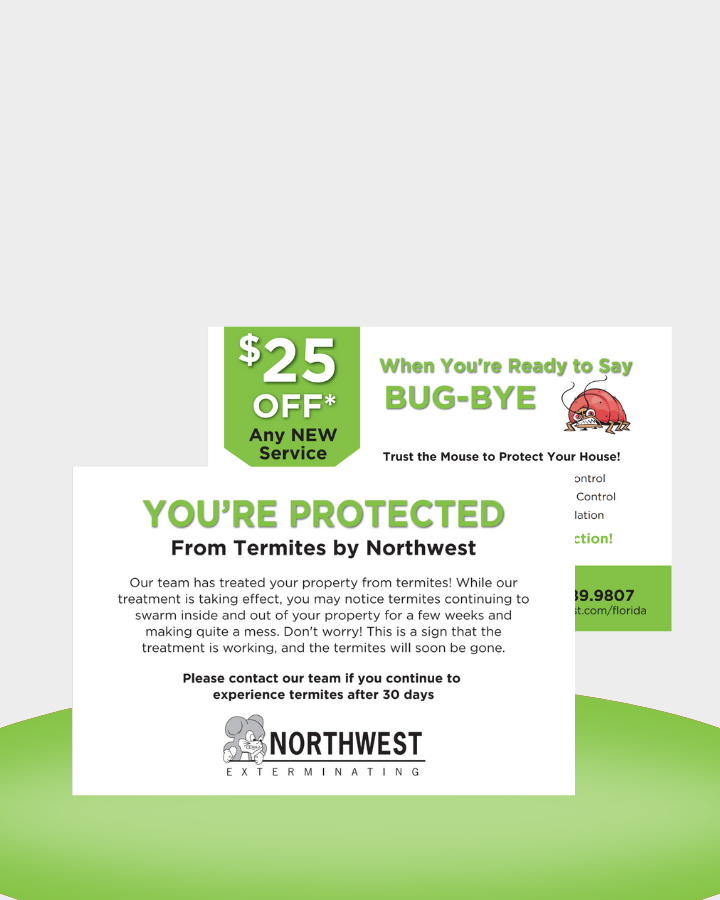 $25
OFF*
Any NEW
Service
When You're Ready to Say
BUG-BYE
Trust the Mouse to Protect Your House!
Control
YOU'RE PROTECTED
From Termites by Northwest
Our team has treated your property from termites! While our
treatment is taking effect, you may notice termites continuing to
swarm inside and out of your property for a few weeks and
making quite a mess. Don't worry! This is a sign that the
treatment is working, and the termites will soon be gone.
Please contact our team if you continue to
experience termites after 30 days
NORTHWEST
EXTERMINATING
39.9807
st.com/florida